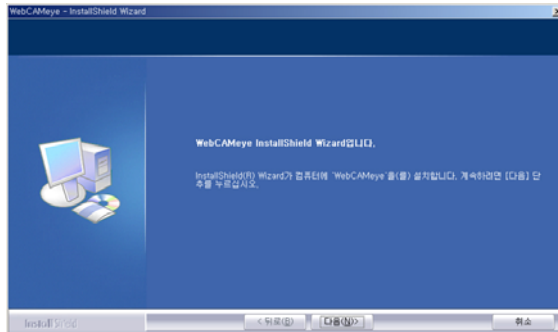 WebCAMeye - InstallShield Wizard
WebCAMeye InstallShield Wizard입니다.
InstallShield(R) Wizard가 컴퓨터에 'WebCAMeye'을(를) 설치합니다. 계속하려면 [다음] 단
추를 누르십시오.
InstallShield
< 뒤로(B)
다음(N)>
취소